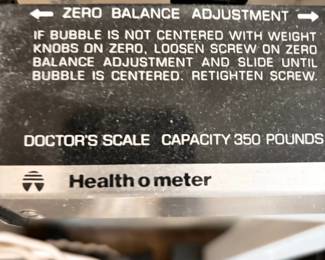 ← ZERO BALANCE ADJUSTMENT →
IF BUBBLE IS NOT CENTERED WITH WEIGHT
KNOBS ON ZERO, LOOSEN SCREW ON ZERO
BALANCE ADJUSTMENT AND SLIDE UNTIL
BUBBLE IS CENTERED. RETIGHTEN SCREW.
DOCTOR'S SCALE CAPACITY 350 POUNDS
Health o meter